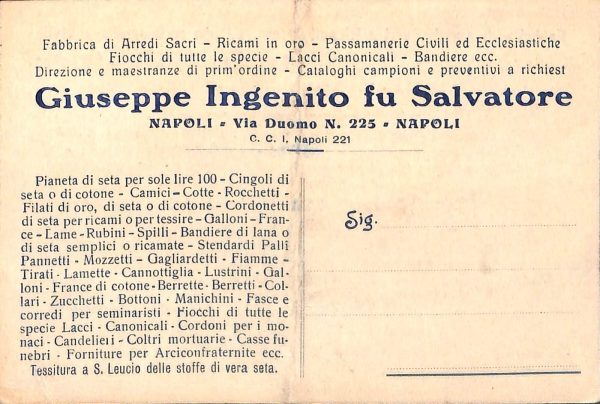 Fabbrica di Arredi Sacri - Ricami in oro - Passamanerie Civili ed Ecclesiastiche
Fiocchi di tutte le specie - Lacci Canonicali - Bandiere ecc.
Direzione e maestranze di prim'ordine - Cataloghi campioni e preventivi a richiest
Giuseppe Ingenito fu Salvatore
NAPOLI - Via Duomo N. 225 - NAPOLI
C. C. I. Napoli 221
Pianeta di seta per sole lire 100 - Cingoli di
seta o di cotone - Camici - Cotte - Rocchetti -
Filati di oro, di seta o di cotone - Cordonetti
di seta per ricami o per tessire - Galloni - Fran-
ce - Lame - Rubini - Spilli - Bandiere di lana o
di seta semplici o ricamate - Stendardi Palli
Pannetti - Mozzetti - Gagliardetti - Fiamme -
Tirati - Lamette - Cannottiglia - Lustrini - Gal-
loni - France di cotone - Berrette - Berretti - Col-
lari - Zucchetti - Bottoni - Manichini - Fasce e
corredi per seminaristi - Fiocchi di tutte le
specie Lacci - Canonicali - Cordoni per i mo-
naci - Candelieri - Coltri mortuarie - Casse fu-
nebri - Forniture per Arciconfraternite ecc.
Tessitura a S. Leucio delle stoffe di vera seta.
Sig.